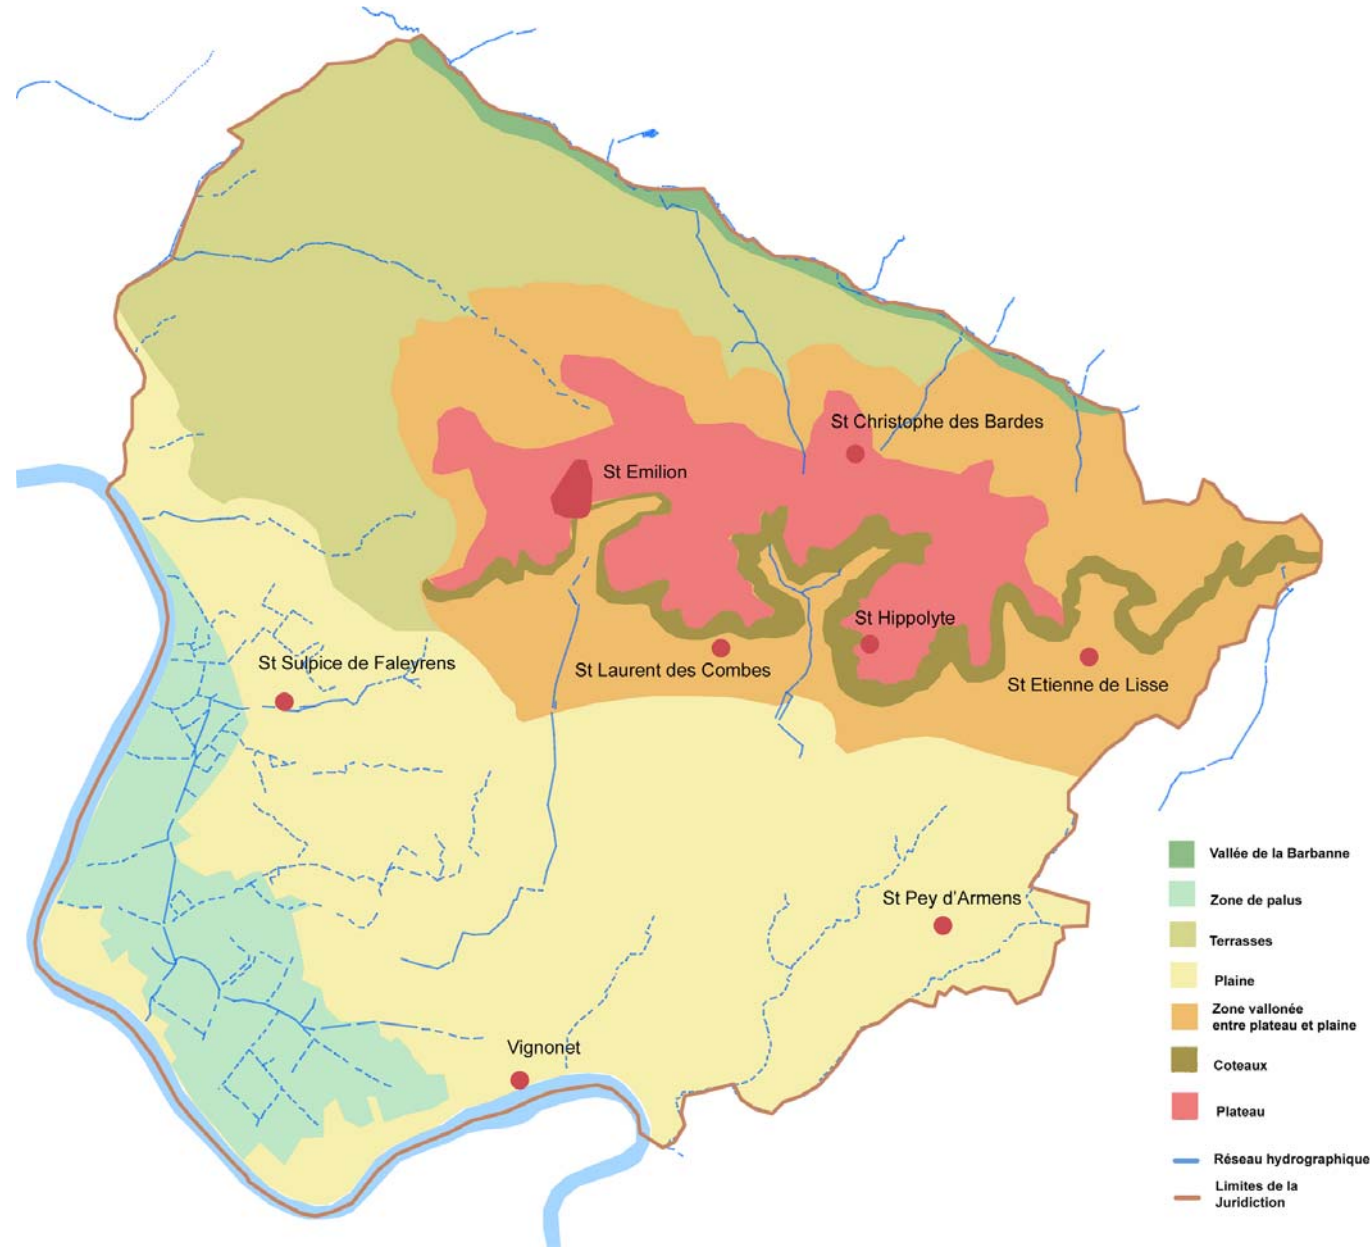 St Christophe des Bardes
St Emilion
St Hippolyte
St Sulpice de Faleyrens
St Laurent des Combes
St Etienne de Lisse
St Pey d'Armens
Vignonet
Vallée de la Barbanne
Zone de palus
Terrasses
Plaine
Zone vallonée
entre plateau et plaine
Coteaux
Plateau
Réseau hydrographique
Limites de la
Juridiction